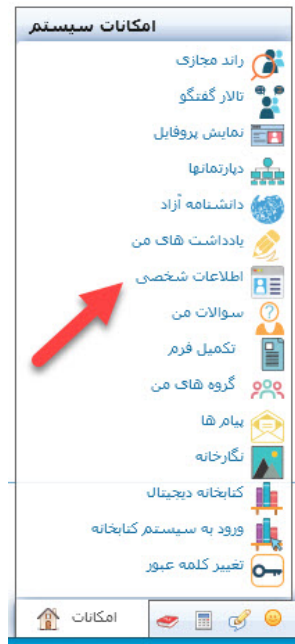 امکانات سیستم
راند مجازی
تالار گفتگو
نمایش پروفایل
دپارتمانها
دانشنامه آزاد
یادداشت های من
اطلاعات شخصی
سوالات من
تکمیل فرم
گروه های من
پیام ها
نگارخانه
کتابخانه دیجیتال
ورود به سیستم کتابخانه
تغییر کلمه عبور
امکانات